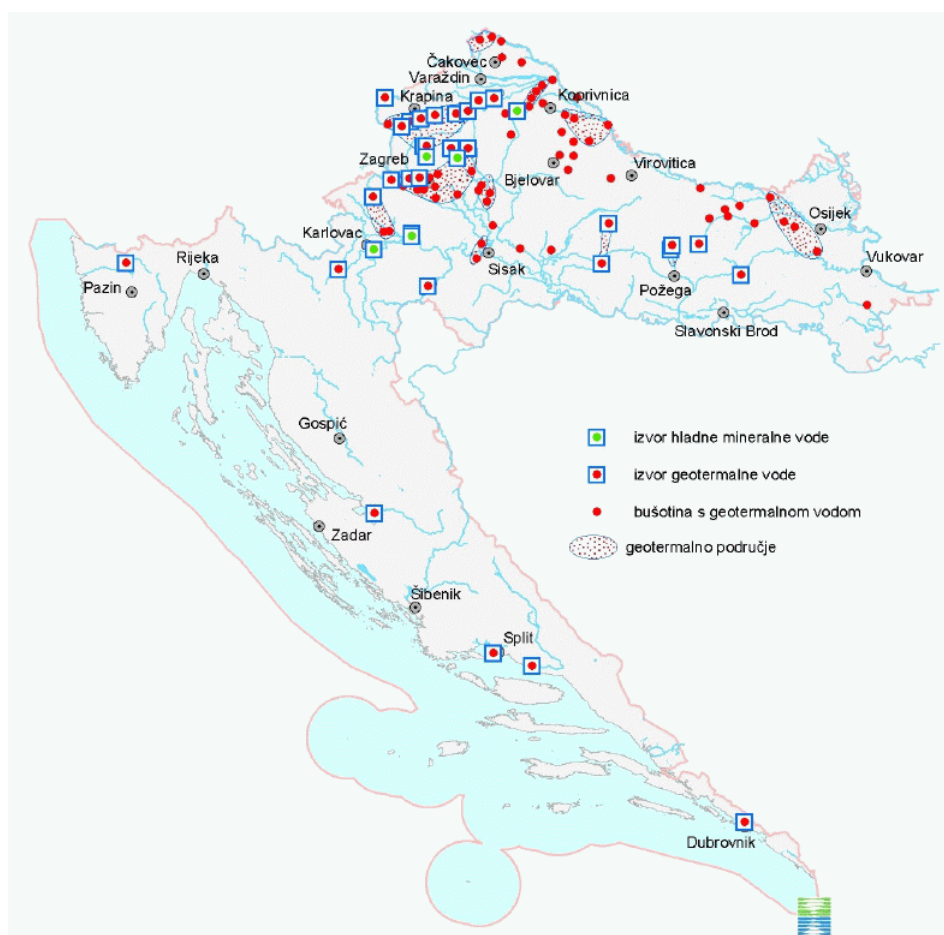 Čakovec
Varaždin
Krapina
Koprivnica
Zagreb
Virovitica
Bjelovar
Osijek
Karlovac
Rijeka
Sisak
Vukovar
Pazin
Požega
Slavonski Brod
Gospić
izvor hladne mineralne vode
izvor geotermalne vode
bušotina s geotermalnom vodom
Zadar
geotermalno područje
Šibenik
Split
Dubrovnik